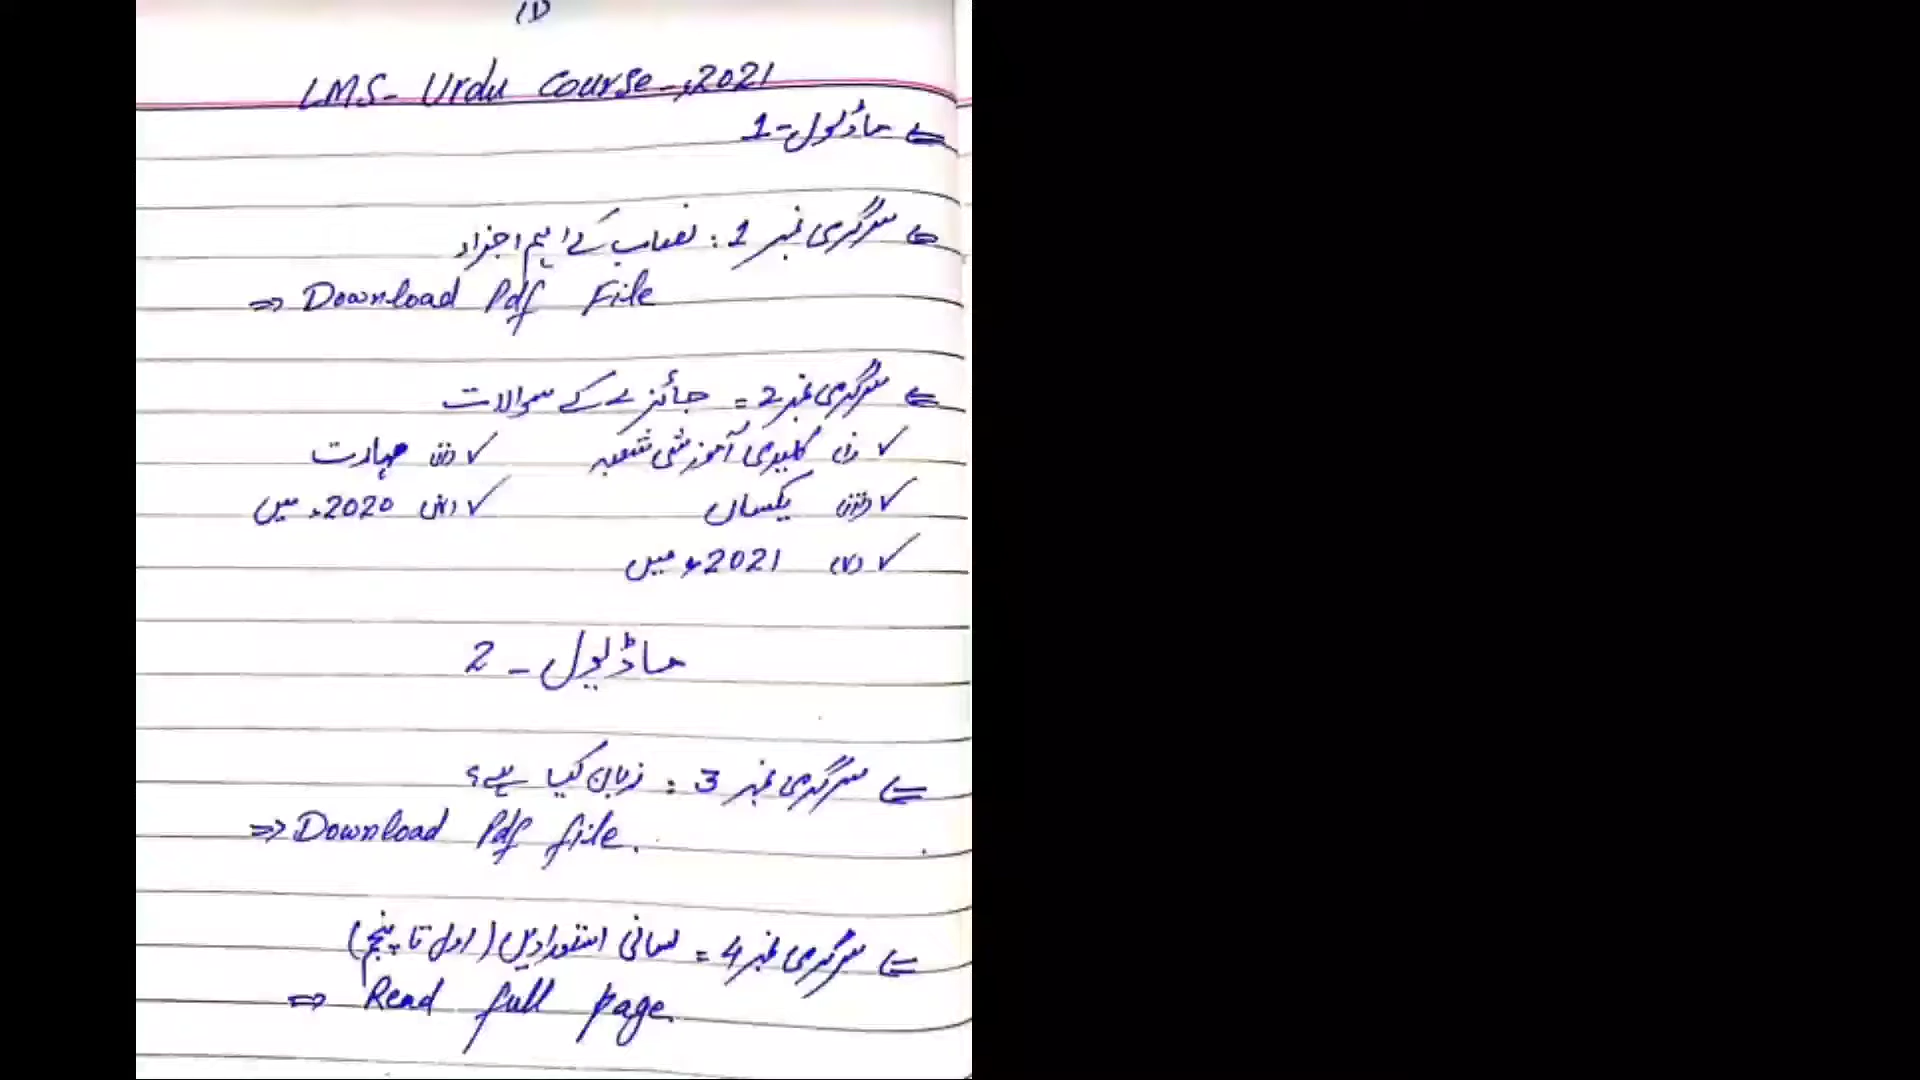 (1)
LMS- Urdu Course-,2021
⇐ ماڈیول-1
⇐ سرگرمی نمبر 1: نصاب کے اہم اجزاء
⇒ Download Pdf File
⇐ سرگرمی نمبر 2 = جائزے کے سوالات
✓ (i) کلیدی آموزشی شعبہ ✓ (ii) مہارت
✓ (iii) یکساں ✓ (iv) 2020ء میں
✓ (v) 2021ء میں
ماڈیول - 2
⇐ سرگرمی نمبر 3: زبان کیا ہے؟
⇒ Download Pdf file.
⇐ سرگرمی نمبر 4 = لسانی استعدادیں (اول تا پنجم)
⇒ Read full page.